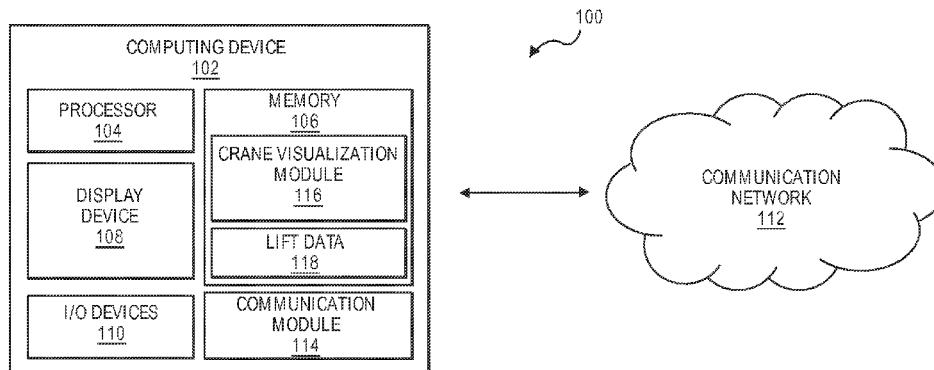 100
COMPUTING DEVICE
102
PROCESSOR
104
MEMORY
106
CRANE VISUALIZATION
MODULE
116
DISPLAY
DEVICE
108
LIFT DATA
118
I/O DEVICES
110
COMMUNICATION
MODULE
114
COMMUNICATION
NETWORK
112